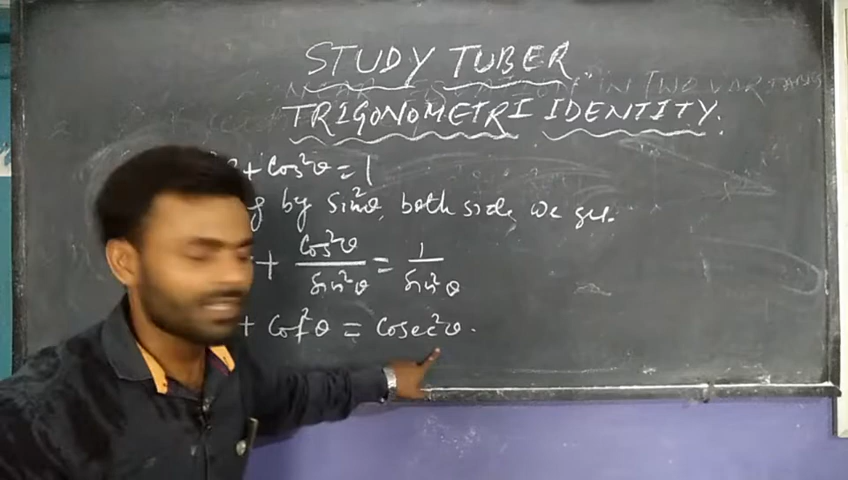 STUDY TUBER
IN TWO
TRIGONOMETRI IDENTITY.
+ Cos²θ = 1
by Sin²θ, both side, we get.
+ Cos²θ/Sin²θ = 1/Sin²θ
+ Cot²θ = Cosec²θ.